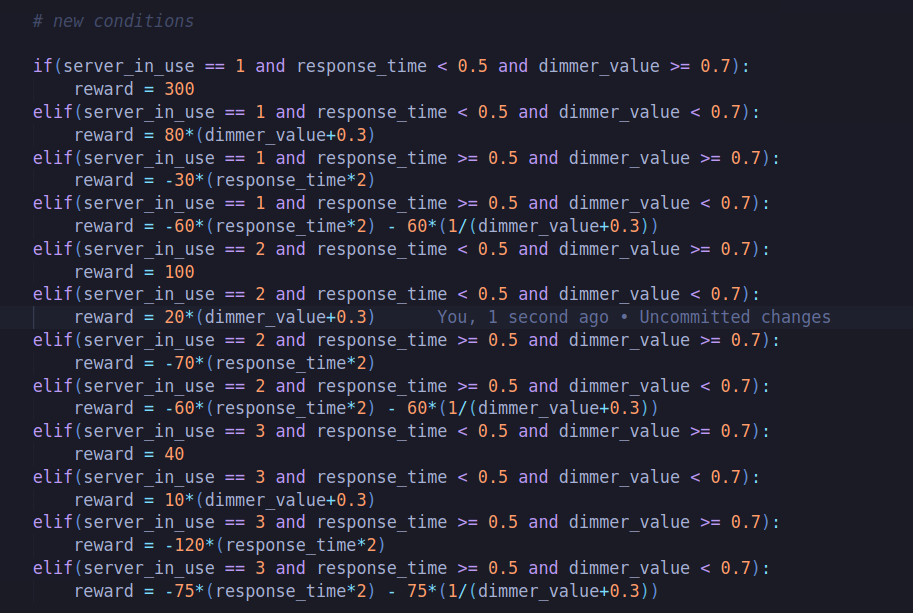 # new conditions
if(server_in_use == 1 and response_time < 0.5 and dimmer_value >= 0.7):
    reward = 300
elif(server_in_use == 1 and response_time < 0.5 and dimmer_value < 0.7):
    reward = 80*(dimmer_value+0.3)
elif(server_in_use == 1 and response_time >= 0.5 and dimmer_value >= 0.7):
    reward = -30*(response_time*2)
elif(server_in_use == 1 and response_time >= 0.5 and dimmer_value < 0.7):
    reward = -60*(response_time*2) - 60*(1/(dimmer_value+0.3))
elif(server_in_use == 2 and response_time < 0.5 and dimmer_value >= 0.7):
    reward = 100
elif(server_in_use == 2 and response_time < 0.5 and dimmer_value < 0.7):
    reward = 20*(dimmer_value+0.3)      You, 1 second ago • Uncommitted changes
elif(server_in_use == 2 and response_time >= 0.5 and dimmer_value >= 0.7):
    reward = -70*(response_time*2)
elif(server_in_use == 2 and response_time >= 0.5 and dimmer_value < 0.7):
    reward = -60*(response_time*2) - 60*(1/(dimmer_value+0.3))
elif(server_in_use == 3 and response_time < 0.5 and dimmer_value >= 0.7):
    reward = 40
elif(server_in_use == 3 and response_time < 0.5 and dimmer_value < 0.7):
    reward = 10*(dimmer_value+0.3)
elif(server_in_use == 3 and response_time >= 0.5 and dimmer_value >= 0.7):
    reward = -120*(response_time*2)
elif(server_in_use == 3 and response_time >= 0.5 and dimmer_value < 0.7):
    reward = -75*(response_time*2) - 75*(1/(dimmer_value+0.3))